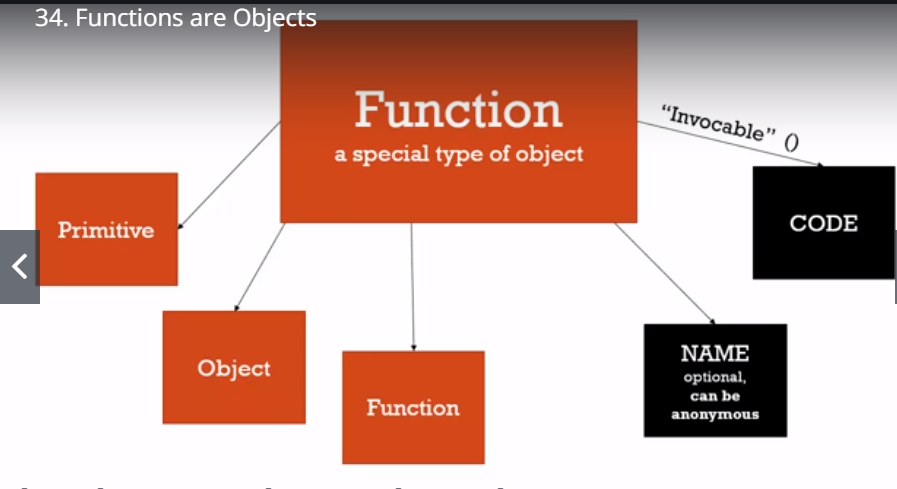 34. Functions are Objects
Function
a special type of object
“Invocable” ()
Primitive
CODE
Object
NAME
optional,
can be
anonymous
Function